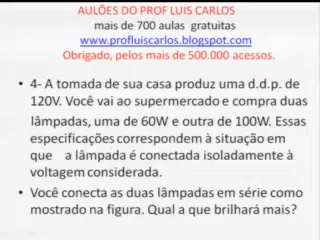 AULÕES DO PROF LUIS CARLOS
mais de 700 aulas gratuitas
www.profluiscarlos.blogspot.com
Obrigado, pelos mais de 500.000 acessos.
• 4- A tomada de sua casa produz uma d.d.p. de
120V. Você vai ao supermercado e compra duas
lâmpadas, uma de 60W e outra de 100W. Essas
especificações correspondem à situação em
que a lâmpada é conectada isoladamente à
voltagem considerada.
• Você conecta as duas lâmpadas em série como
mostrado na figura. Qual a que brilhará mais?